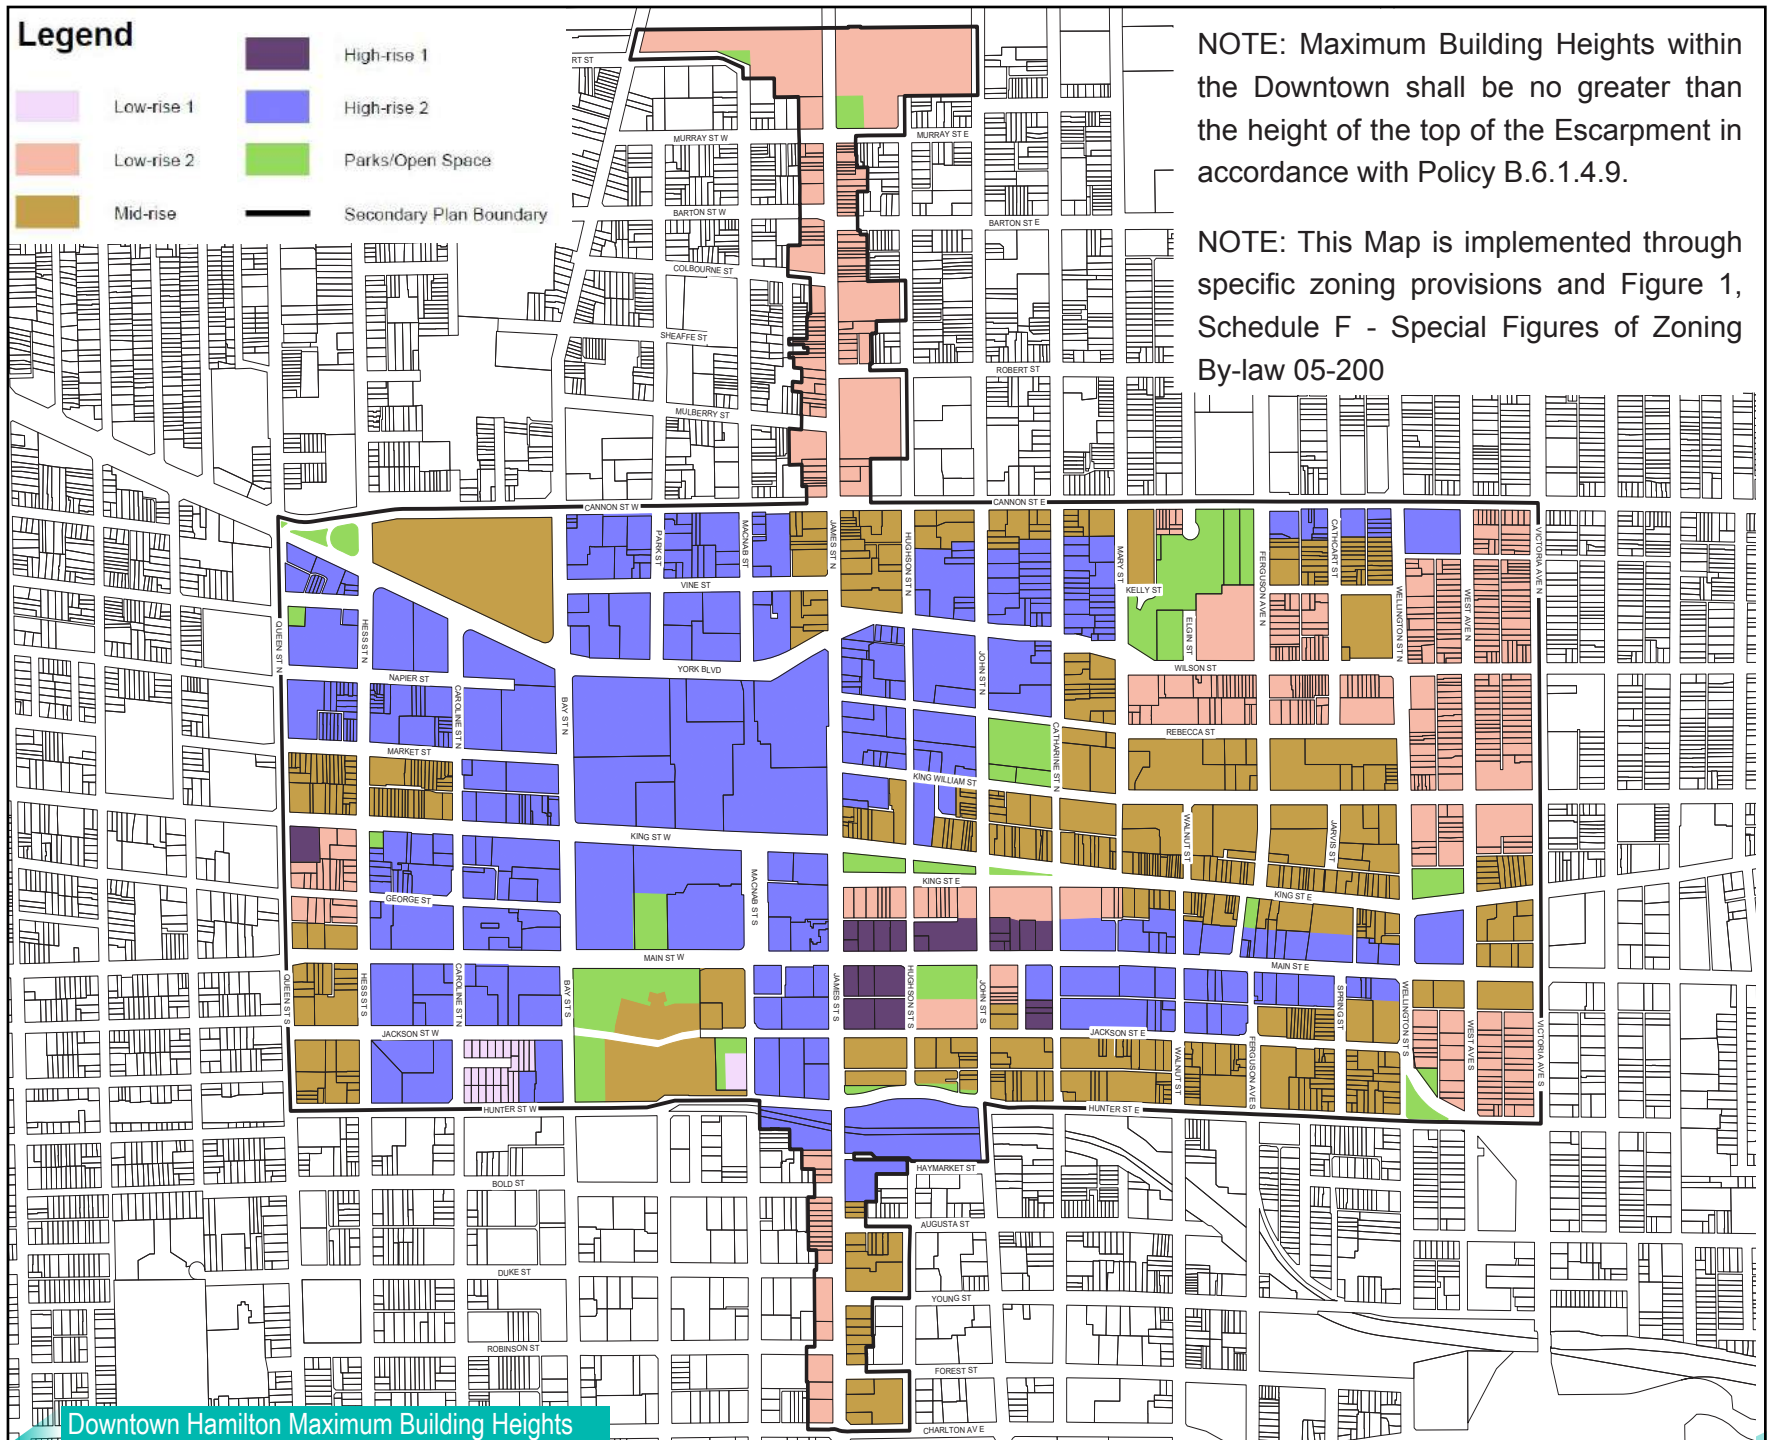 Legend
High-rise 1
Low-rise 1
High-rise 2
Low-rise 2
Parks/Open Space
Mid-rise
Secondary Plan Boundary
NOTE: Maximum Building Heights within
the Downtown shall be no greater than
the height of the top of the Escarpment in
accordance with Policy B.6.1.4.9.
NOTE: This Map is implemented through
specific zoning provisions and Figure 1,
Schedule F - Special Figures of Zoning
By-law 05-200
RT ST
MURRAY ST W
MURRAY ST E
BARTON ST W
BARTON ST E
COLBOURNE ST
SHEAFFE ST
ROBERT ST
MULBERRY ST
CANNON ST W
CANNON ST E
PARK ST
MACNAB ST
JAMES ST N
HUGHSON ST N
MARY ST
FERGUSON AVE N
CATHCART ST
VICTORIA AVE N
VINE ST
KELLY ST
QUEEN ST N
HESS ST N
ELGIN ST
WELLINGTON ST N
WEST AVE N
YORK BLVD
JOHN ST N
WILSON ST
NAPIER ST
CAROLINE ST N
BAY ST N
CATHARINE ST N
REBECCA ST
MARKET ST
KING WILLIAM ST
KING ST W
WALNUT ST
JARVIS ST
KING ST E
KING ST E
GEORGE ST
MACNAB ST S
MAIN ST W
MAIN ST E
QUEEN ST S
HESS ST S
CAROLINE ST N
BAY ST S
JAMES ST S
HUGHSON ST S
JOHN ST S
SPRING ST
WELLINGTON ST S
WEST AVE S
VICTORIA AVE S
JACKSON ST W
JACKSON ST E
WALNUT ST
FERGUSON AVE S
HUNTER ST W
HUNTER ST E
HAYMARKET ST
BOLD ST
AUGUSTA ST
DUKE ST
YOUNG ST
ROBINSON ST
FOREST ST
CHARLTON AV E
Downtown Hamilton Maximum Building Heights